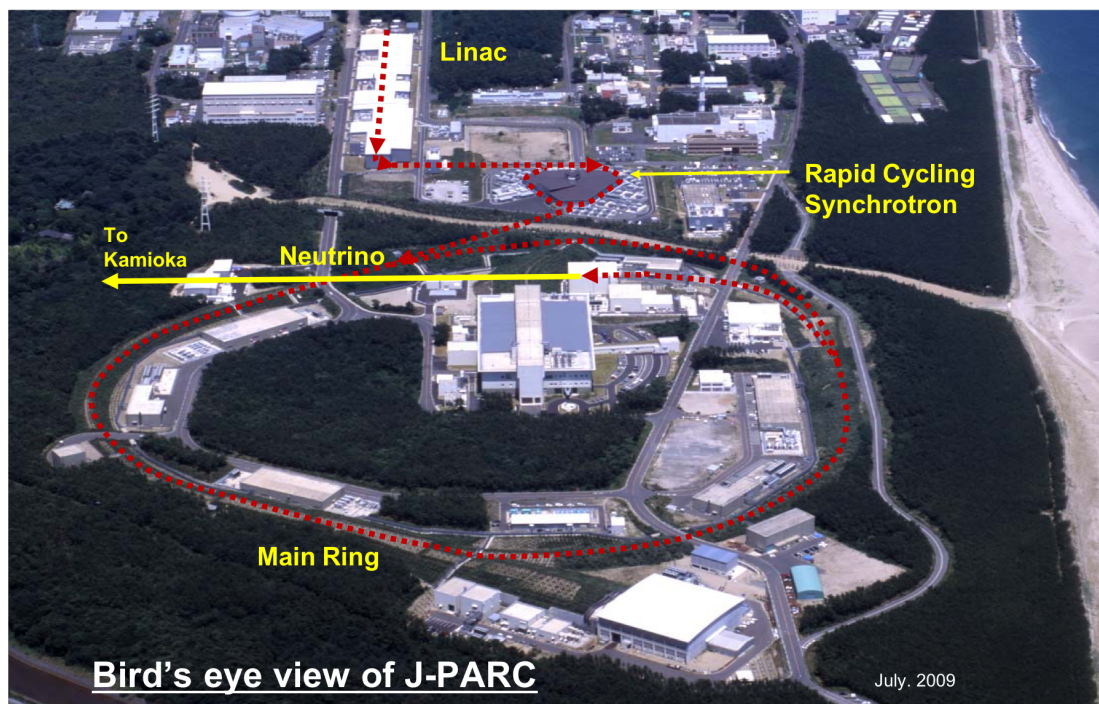 Linac
Rapid Cycling
Synchrotron
To
Kamioka
Neutrino
Main Ring
Bird's eye view of J-PARC
July. 2009